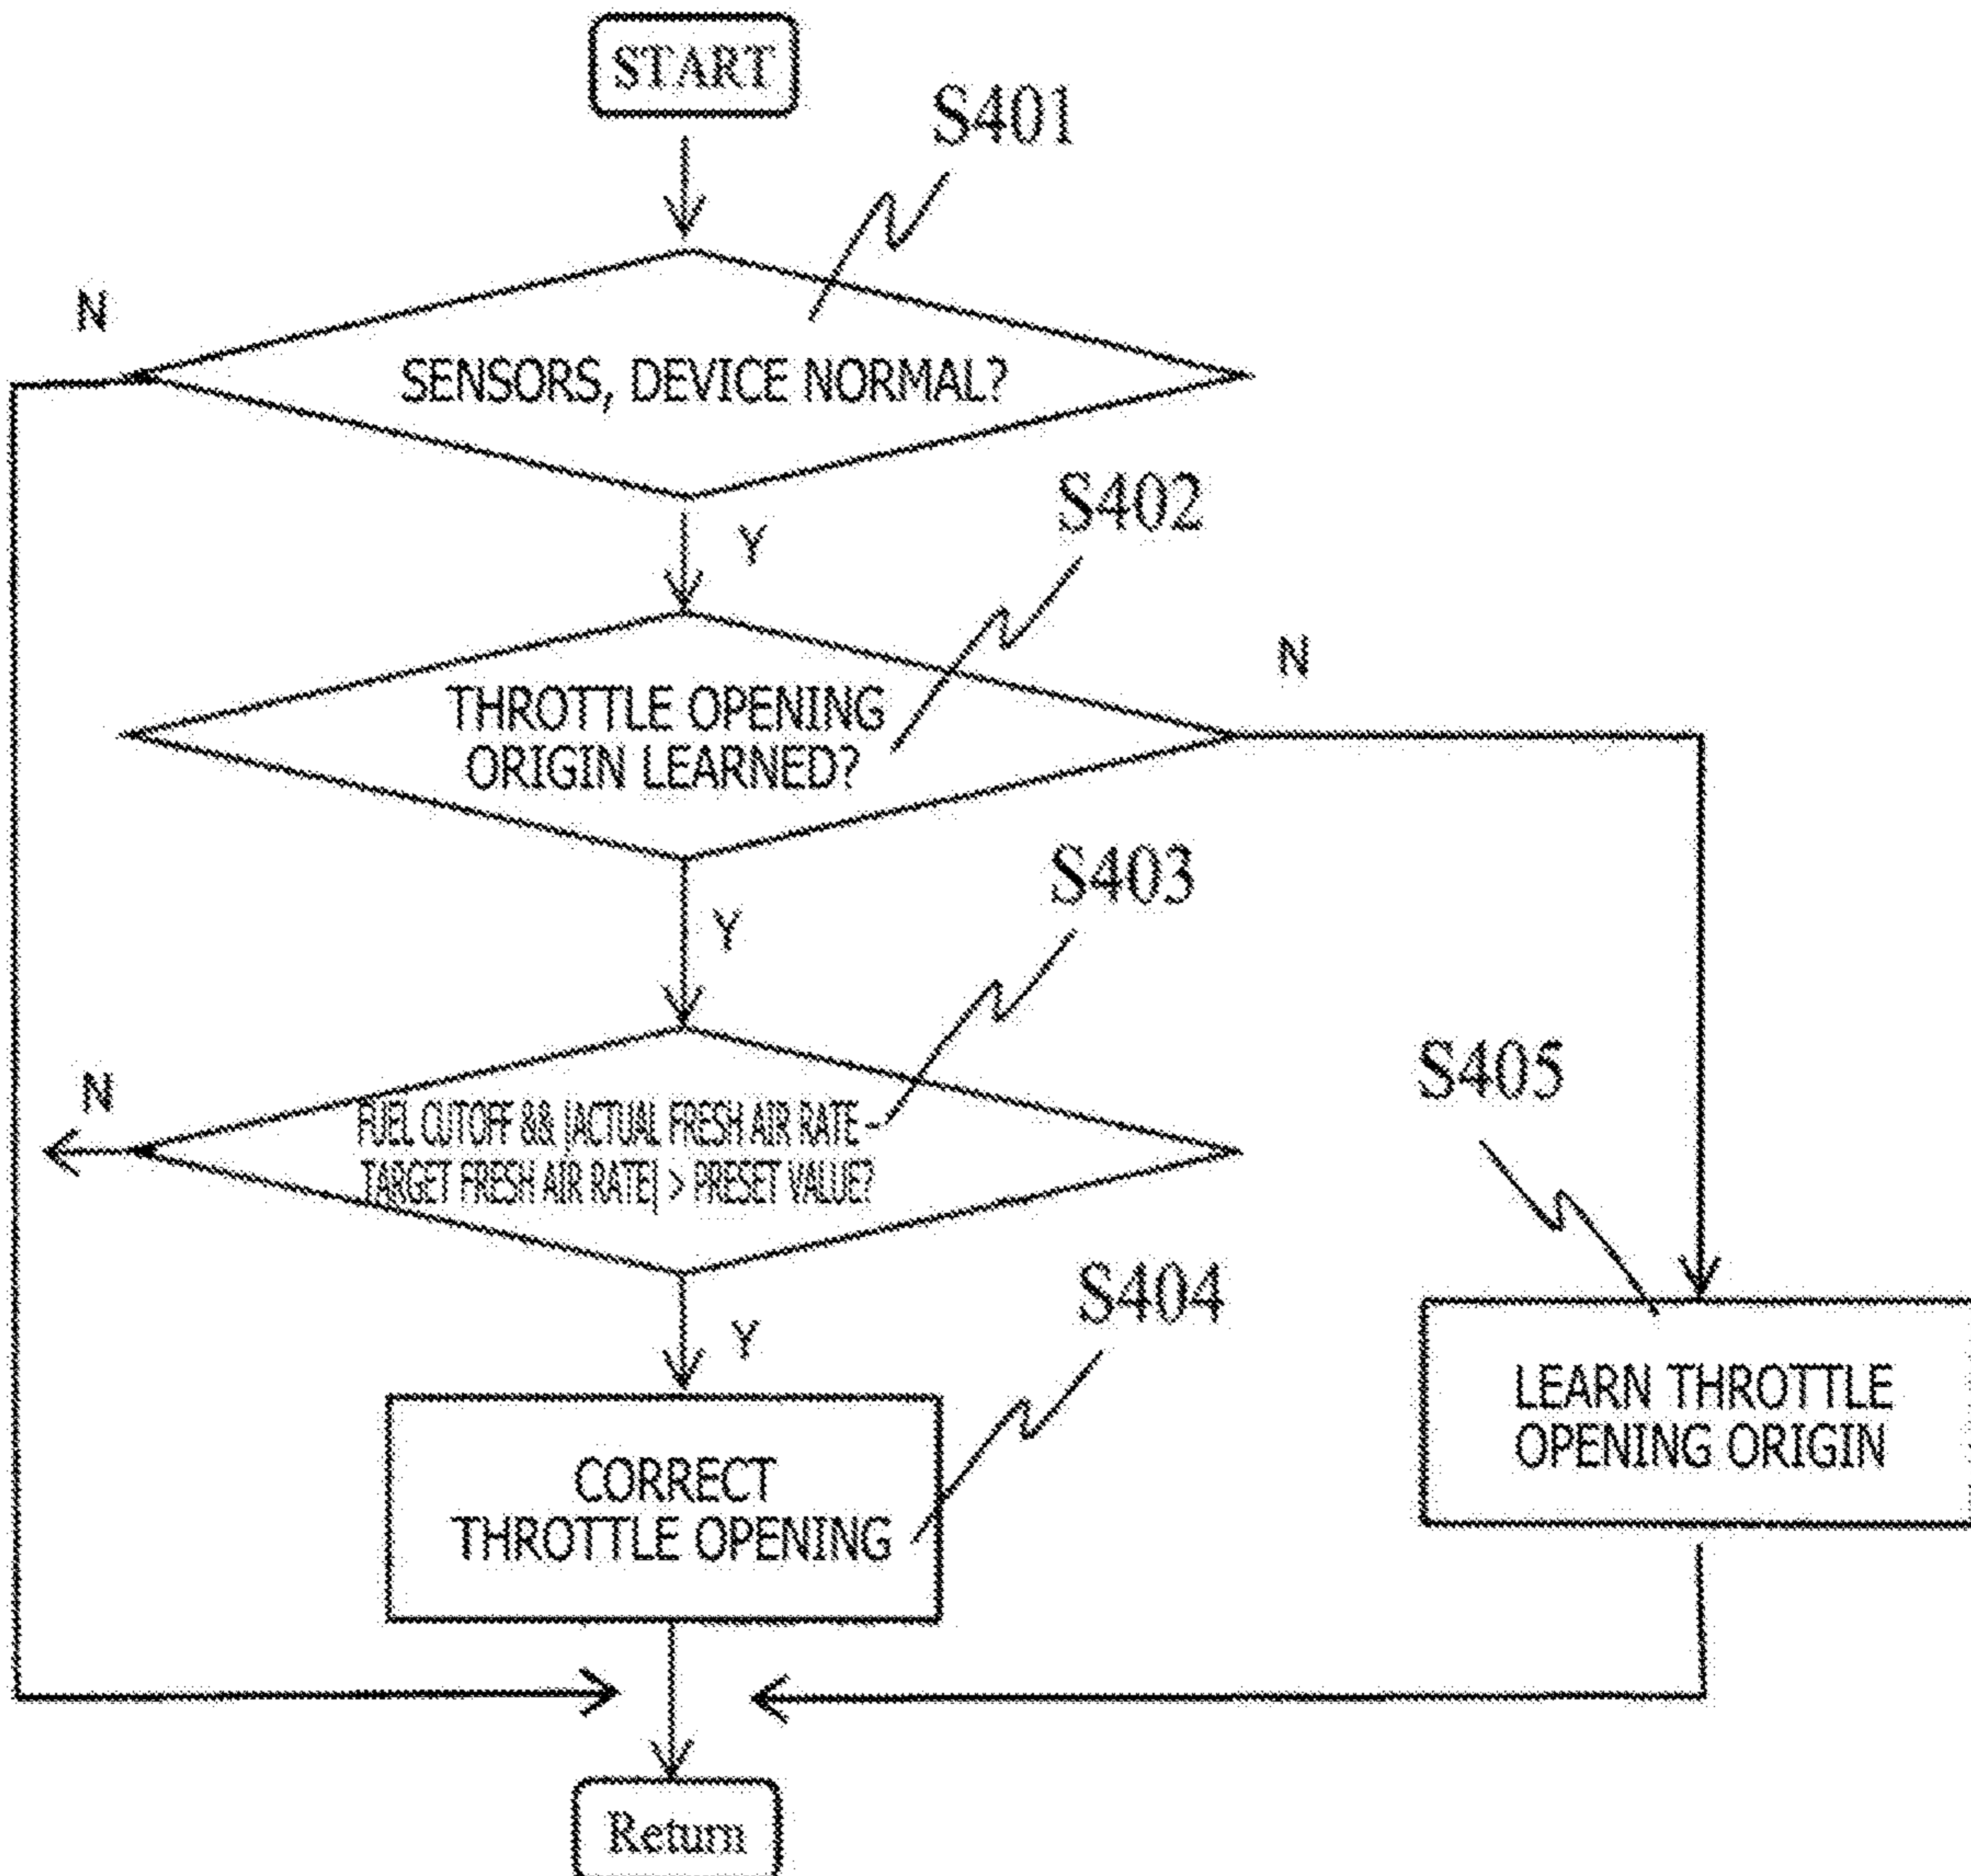 START
S401
N
SENSORS, DEVICE NORMAL?
Y
S402
N
THROTTLE OPENING
ORIGIN LEARNED?
Y
S403
N
FUEL CUTOFF && |ACTUAL FRESH AIR RATE -
TARGET FRESH AIR RATE| > PRESET VALUE?
S405
Y
S404
LEARN THROTTLE
OPENING ORIGIN
CORRECT
THROTTLE OPENING
Return